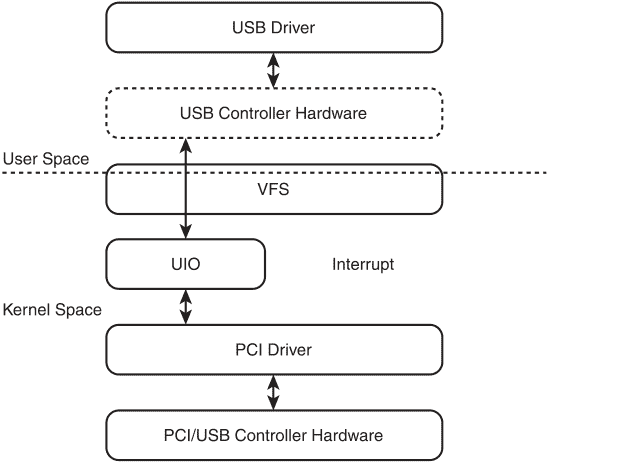 USB Driver
USB Controller Hardware
User Space
VFS
UIO
Interrupt
Kernel Space
PCI Driver
PCI/USB Controller Hardware